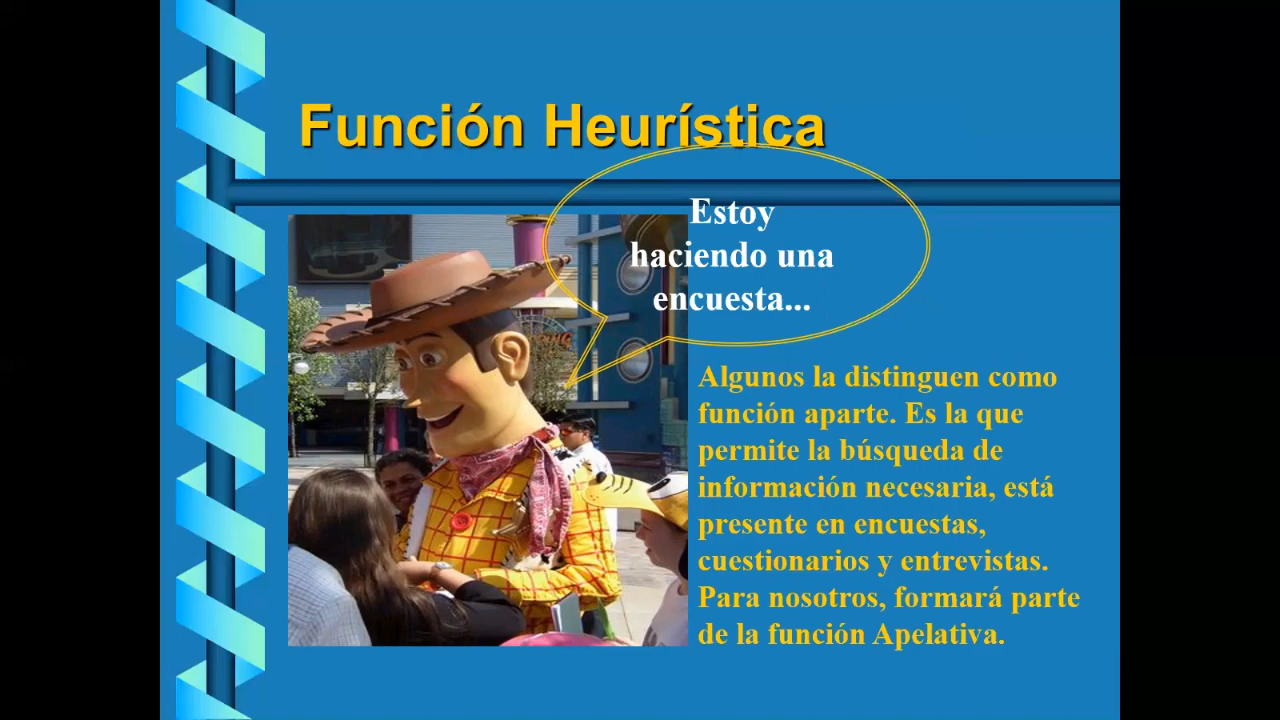 Función Heurística
Estoy
haciendo una
encuesta...
Algunos la distinguen como
función aparte. Es la que
permite la búsqueda de
información necesaria, está
presente en encuestas,
cuestionarios y entrevistas.
Para nosotros, formará parte
de la función Apelativa.